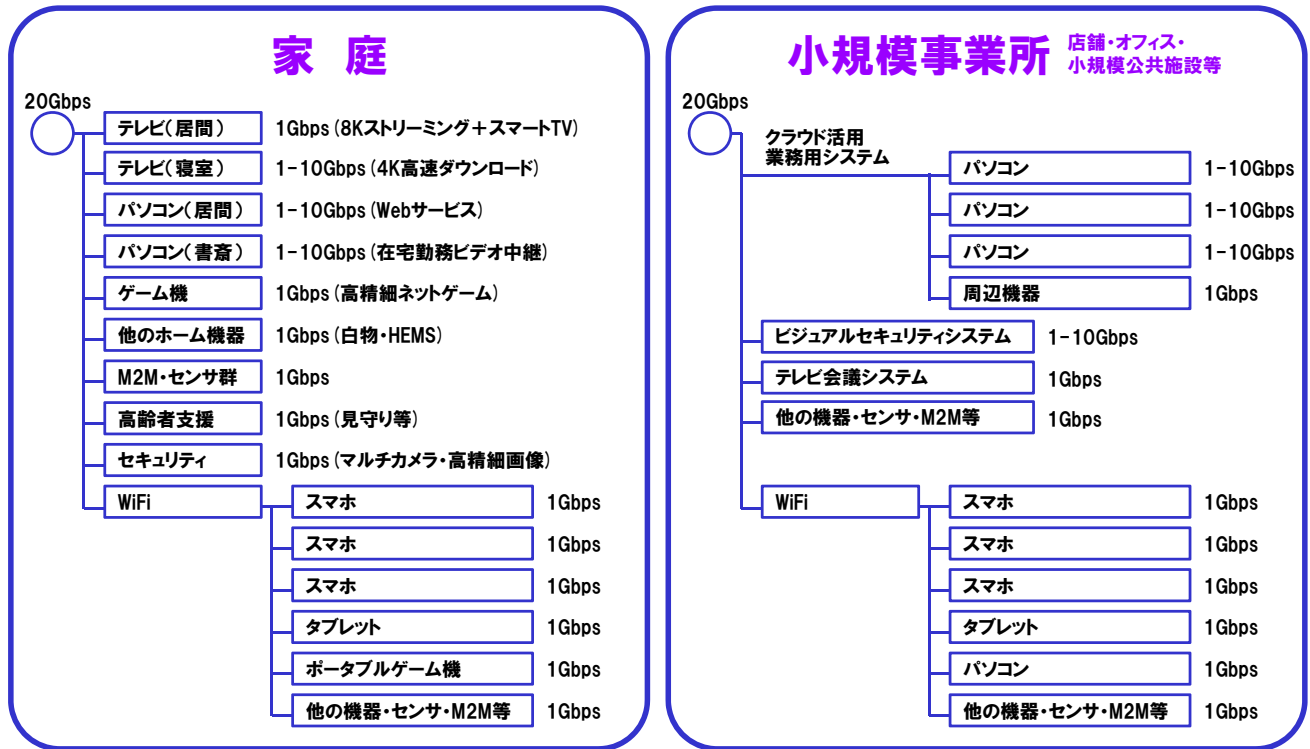 家 庭
20Gbps
テレビ(居間) 1Gbps(8Kストリーミング+スマートTV)
テレビ(寝室) 1-10Gbps(4K高速ダウンロード)
パソコン(居間) 1-10Gbps(Webサービス)
パソコン(書斎) 1-10Gbps(在宅勤務ビデオ中継)
ゲーム機 1Gbps(高精細ネットゲーム)
他のホーム機器 1Gbps(白物・HEMS)
M2M・センサ群 1Gbps
高齢者支援 1Gbps(見守り等)
セキュリティ 1Gbps(マルチカメラ・高精細画像)
WiFi スマホ 1Gbps
スマホ 1Gbps
スマホ 1Gbps
タブレット 1Gbps
ポータブルゲーム機 1Gbps
他の機器・センサ・M2M等 1Gbps
小規模事業所
店舗・オフィス・
小規模公共施設等
20Gbps
クラウド活用
業務用システム
パソコン 1-10Gbps
パソコン 1-10Gbps
パソコン 1-10Gbps
周辺機器 1Gbps
ビジュアルセキュリティシステム 1-10Gbps
テレビ会議システム 1Gbps
他の機器・センサ・M2M等 1Gbps
WiFi スマホ 1Gbps
スマホ 1Gbps
スマホ 1Gbps
タブレット 1Gbps
パソコン 1Gbps
他の機器・センサ・M2M等 1Gbps